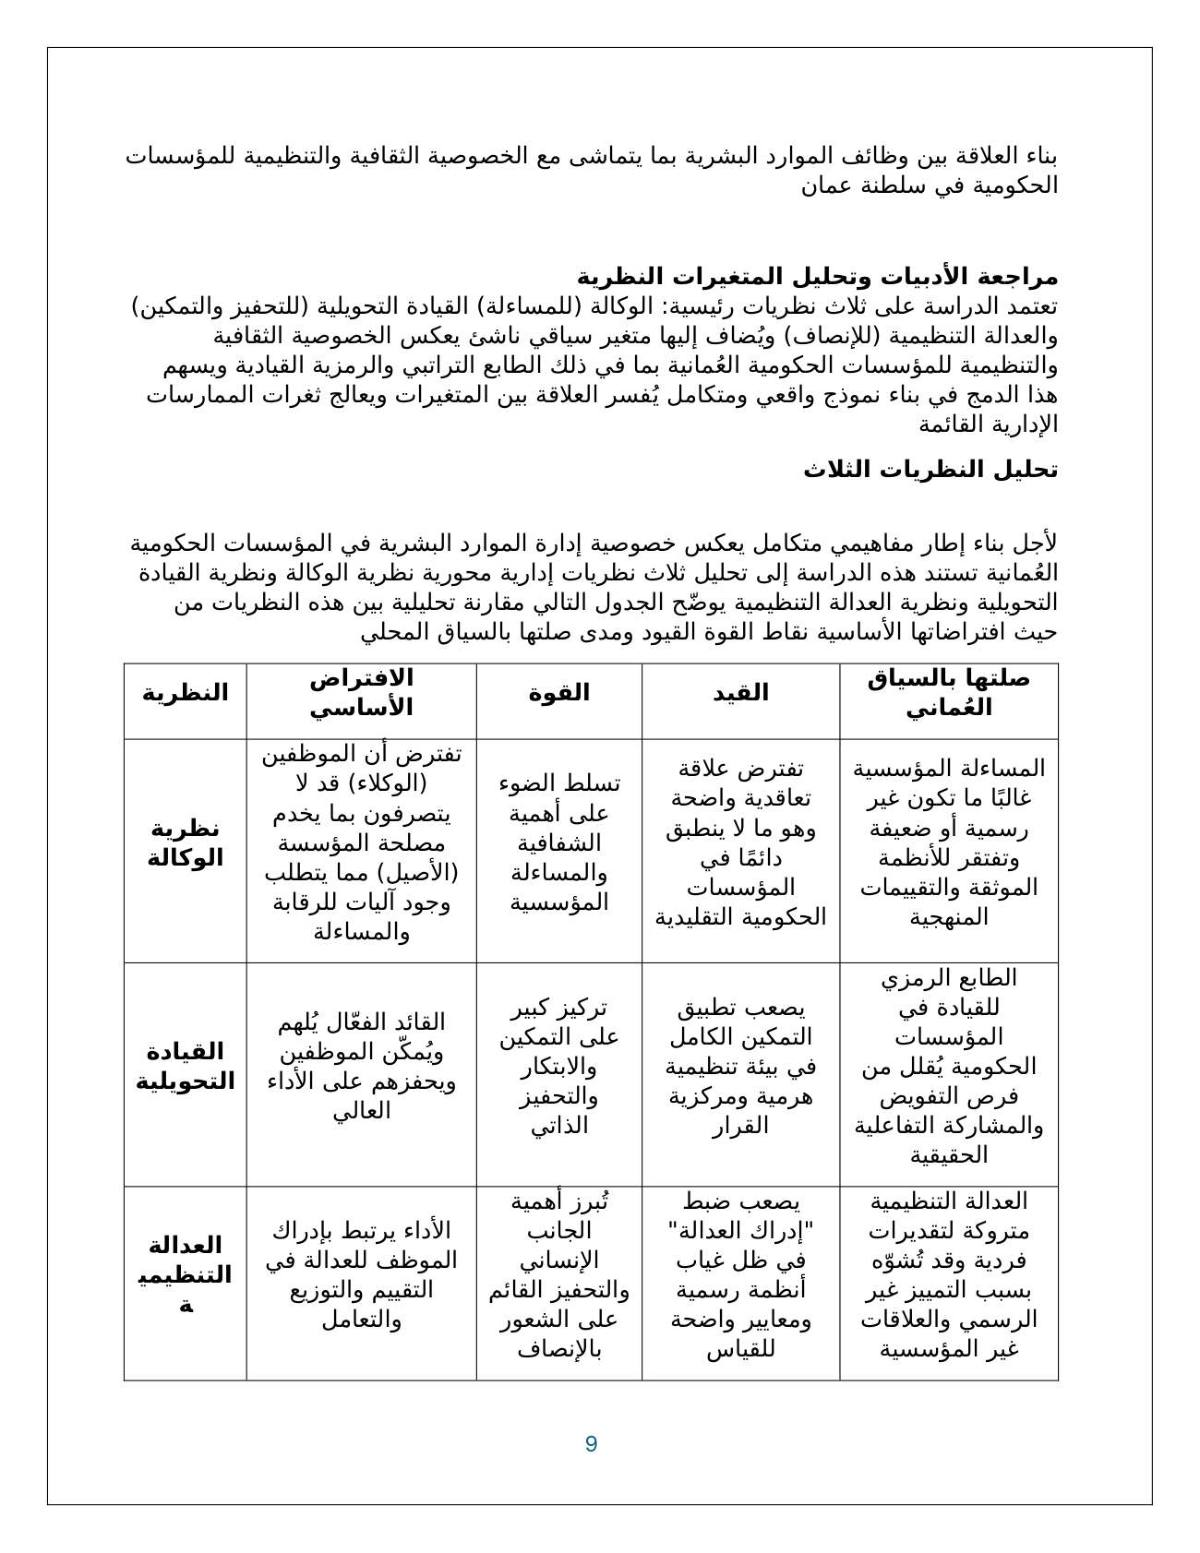 بناء العلاقة بين وظائف الموارد البشرية بما يتماشى مع الخصوصية الثقافية والتنظيمية للمؤسسات
الحكومية في سلطنة عمان
مراجعة الأدبيات وتحليل المتغيرات النظرية
تعتمد الدراسة على ثلاث نظريات رئيسية: الوكالة (للمساءلة) القيادة التحويلية (للتحفيز والتمكين)
والعدالة التنظيمية (للإنصاف) ويُضاف إليها متغير سياقي ناشئ يعكس الخصوصية الثقافية
والتنظيمية للمؤسسات الحكومية العُمانية بما في ذلك الطابع التراتبي والرمزية القيادية ويسهم
هذا الدمج في بناء نموذج واقعي ومتكامل يُفسر العلاقة بين المتغيرات ويعالج ثغرات الممارسات
الإدارية القائمة
تحليل النظريات الثلاث
لأجل بناء إطار مفاهيمي متكامل يعكس خصوصية إدارة الموارد البشرية في المؤسسات الحكومية
العُمانية تستند هذه الدراسة إلى تحليل ثلاث نظريات إدارية محورية نظرية الوكالة ونظرية القيادة
التحويلية ونظرية العدالة التنظيمية يوضّح الجدول التالي مقارنة تحليلية بين هذه النظريات من
حيث افتراضاتها الأساسية نقاط القوة القيود ومدى صلتها بالسياق المحلي
صلتها بالسياق
العُماني
القيد
القوة
الافتراض
الأساسي
النظرية
المساءلة المؤسسية
غالبًا ما تكون غير
رسمية أو ضعيفة
وتفتقر للأنظمة
الموثقة والتقييمات
المنهجية
تفترض علاقة
تعاقدية واضحة
وهو ما لا ينطبق
دائمًا في
المؤسسات
الحكومية التقليدية
تسلط الضوء
على أهمية
الشفافية
والمساءلة
المؤسسية
تفترض أن الموظفين
(الوكلاء) قد لا
يتصرفون بما يخدم
مصلحة المؤسسة
(الأصيل) مما يتطلب
وجود آليات للرقابة
والمساءلة
نظرية
الوكالة
الطابع الرمزي
للقيادة في
المؤسسات
الحكومية يُقلل من
فرص التفويض
والمشاركة التفاعلية
الحقيقية
يصعب تطبيق
التمكين الكامل
في بيئة تنظيمية
هرمية ومركزية
القرار
تركيز كبير
على التمكين
والابتكار
والتحفيز
الذاتي
القائد الفعّال يُلهم
ويُمكّن الموظفين
ويحفزهم على الأداء
العالي
القيادة
التحويلية
العدالة التنظيمية
متروكة لتقديرات
فردية وقد تُشوّه
بسبب التمييز غير
الرسمي والعلاقات
غير المؤسسية
يصعب ضبط
"إدراك العدالة"
في ظل غياب
أنظمة رسمية
ومعايير واضحة
للقياس
تُبرز أهمية
الجانب
الإنساني
والتحفيز القائم
على الشعور
بالإنصاف
الأداء يرتبط بإدراك
الموظف للعدالة في
التقييم والتوزيع
والتعامل
العدالة
التنظيمي
ة
9